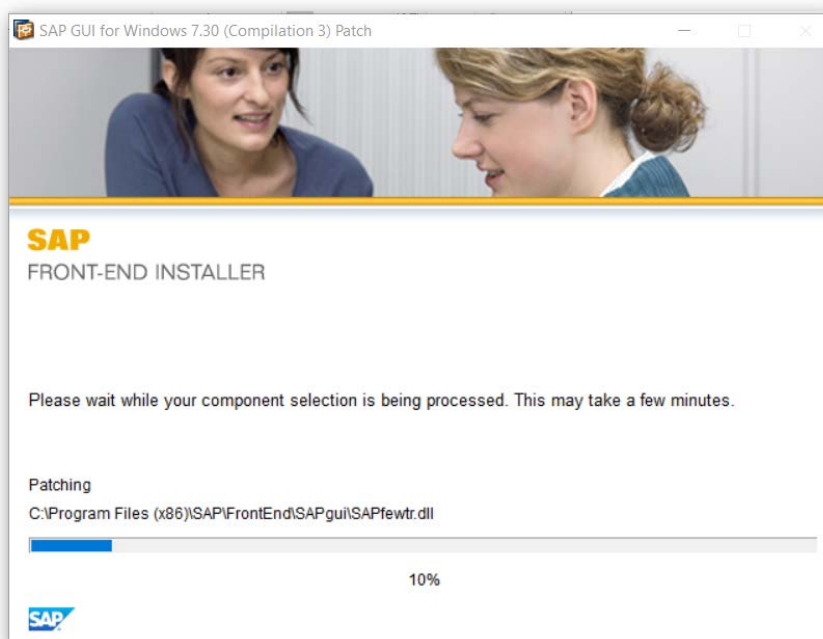 SAP GUI for Windows 7.30 (Compilation 3) Patch
SAP
FRONT-END INSTALLER
Please wait while your component selection is being processed. This may take a few minutes.
Patching
C:\Program Files (x86)\SAP\FrontEnd\SAPgui\SAPfewtr.dll
10%
SAP